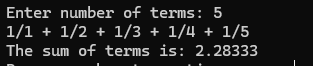 Enter number of terms: 5
1/1 + 1/2 + 1/3 + 1/4 + 1/5
The sum of terms is: 2.28333